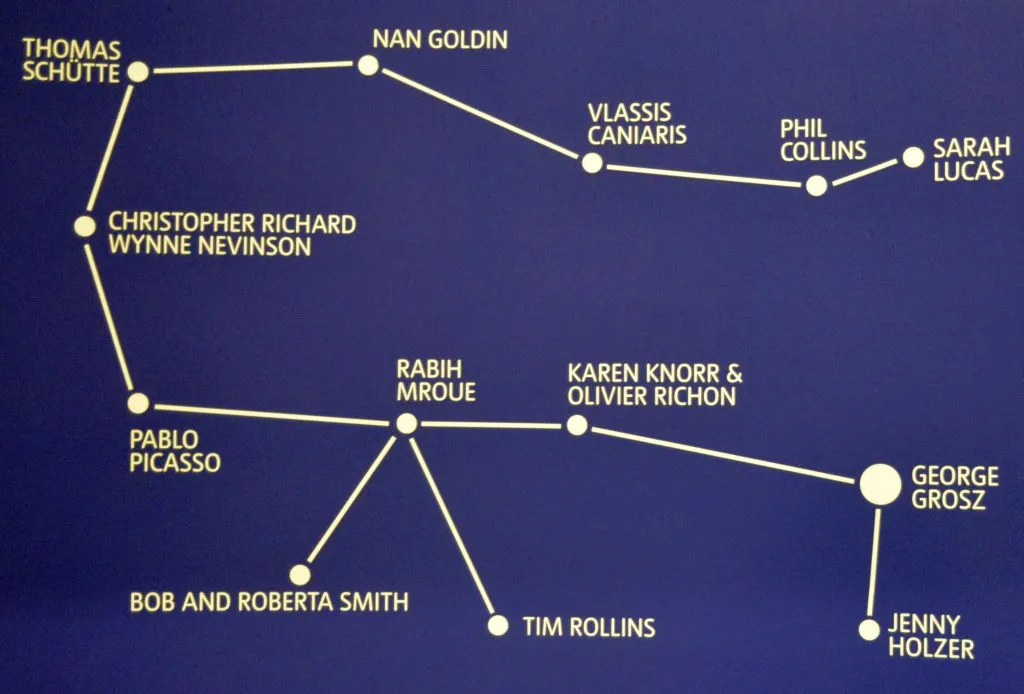 THOMAS
SCHÜTTE
NAN GOLDIN
VLASSIS
CANIARIS
PHIL
COLLINS
SARAH
LUCAS
CHRISTOPHER RICHARD
WYNNE NEVINSON
RABIH
MROUE
KAREN KNORR &
OLIVIER RICHON
PABLO
PICASSO
GEORGE
GROSZ
BOB AND ROBERTA SMITH
TIM ROLLINS
JENNY
HOLZER